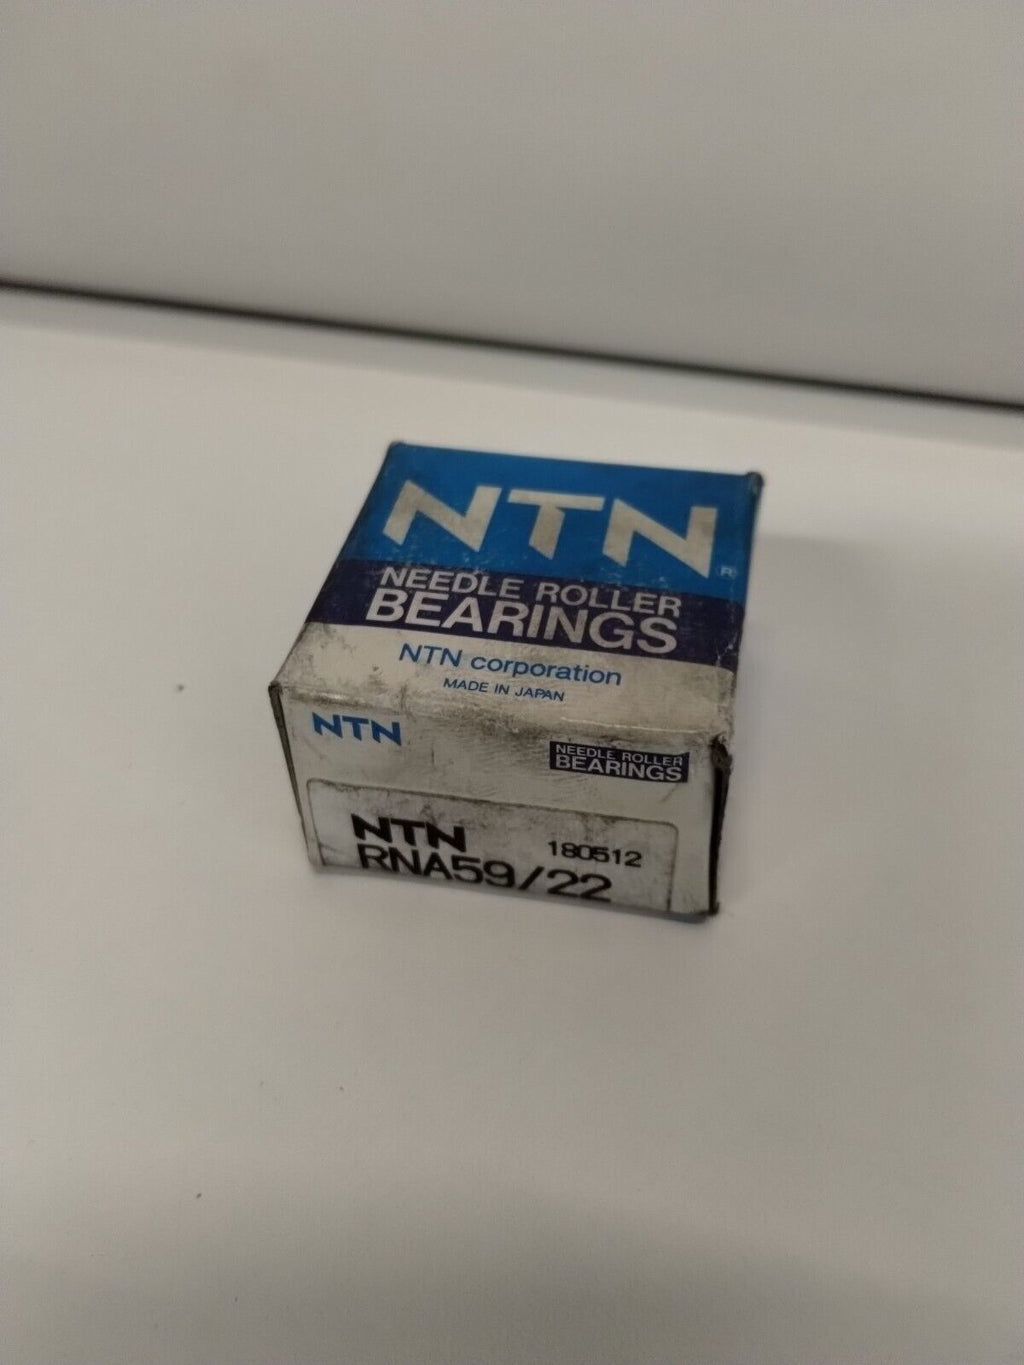 NTN
R
NEEDLE ROLLER
BEARINGS
NTN corporation
MADE IN JAPAN
NTN
NEEDLE ROLLER
BEARINGS
NTN 180512
RNA59/22